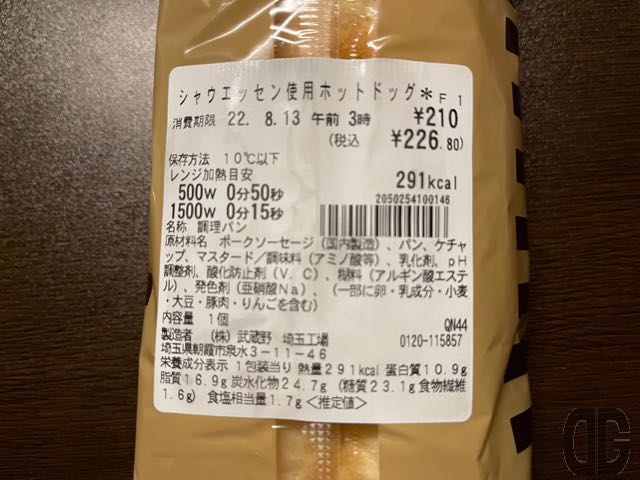 シャウエッセン使用ホットドッグ*F1
消費期限 22. 8.13 午前 3時 ¥210
(税込 ¥226.80)
保存方法 10℃以下
レンジ加熱目安 291kcal
500W 0分50秒
1500W 0分15秒
2050254100146
名称 調理パン
原材料名 ポークソーセージ(国内製造)、パン、ケチャ
ップ、マスタード/調味料(アミノ酸等)、乳化剤、pH
調整剤、酸化防止剤(V.C)、糊料(アルギン酸エステ
ル)、発色剤(亜硝酸Na)、(一部に卵・乳成分・小麦
・大豆・豚肉・りんごを含む)
内容量 1個 QN44
製造者 (株)武蔵野 埼玉工場 0120-115857
埼玉県朝霞市泉水3-11-46
栄養成分表示 1包装当り 熱量291kcal 蛋白質10.9g
脂質16.9g 炭水化物24.7g (糖質23.1g 食物繊維
1.6g) 食塩相当量1.7g<推定値>